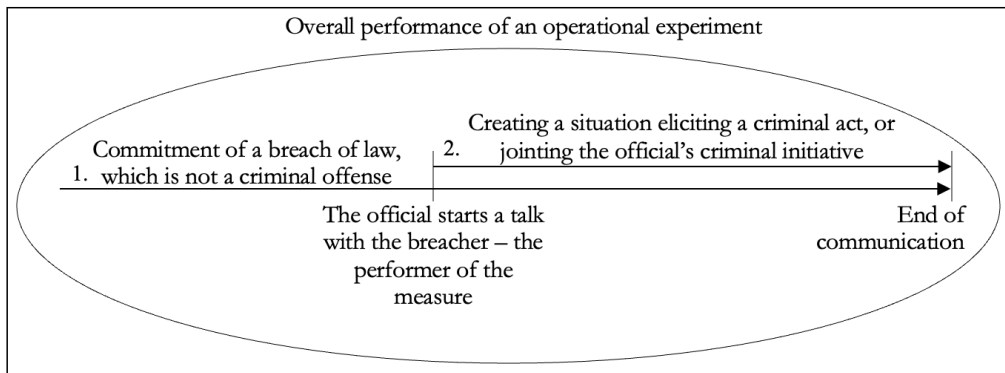 Overall performance of an operational experiment
Creating a situation eliciting a criminal act, or
2. jointing the official's criminal initiative
Commitment of a breach of law,
1. which is not a criminal offense
The official starts a talk
with the breacher – the
performer of the
measure
End of
communication